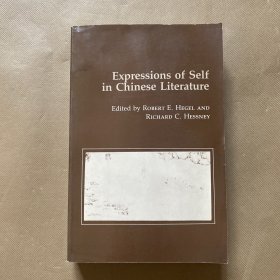 Expressions of Self
in Chinese Literature
Edited by ROBERT E. HEGEL AND
RICHARD C. HESSNEY